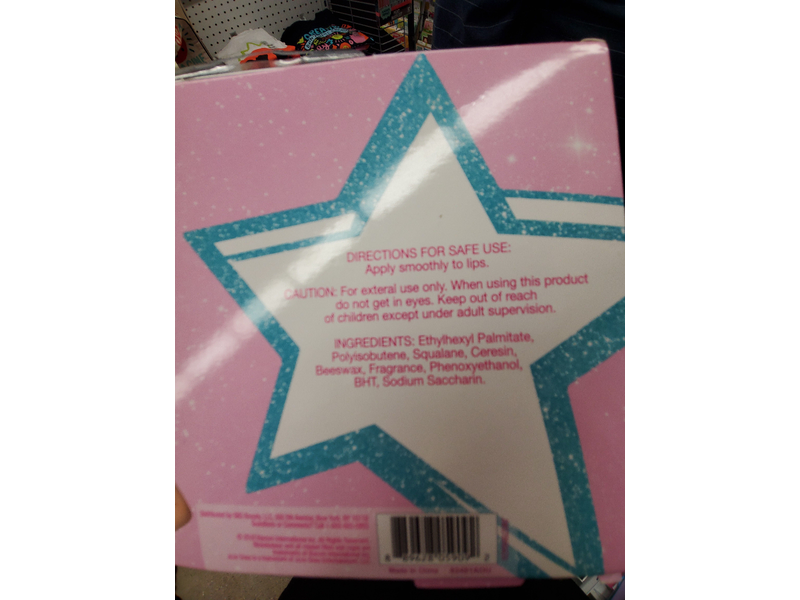 DIRECTIONS FOR SAFE USE:
Apply smoothly to lips.
CAUTION: For exteral use only. When using this product
do not get in eyes. Keep out of reach
of children except under adult supervision.
INGREDIENTS: Ethylhexyl Palmitate,
Polyisobutene, Squalane, Ceresin,
Beeswax, Fragrance, Phenoxyethanol,
BHT, Sodium Saccharin.
Made in China